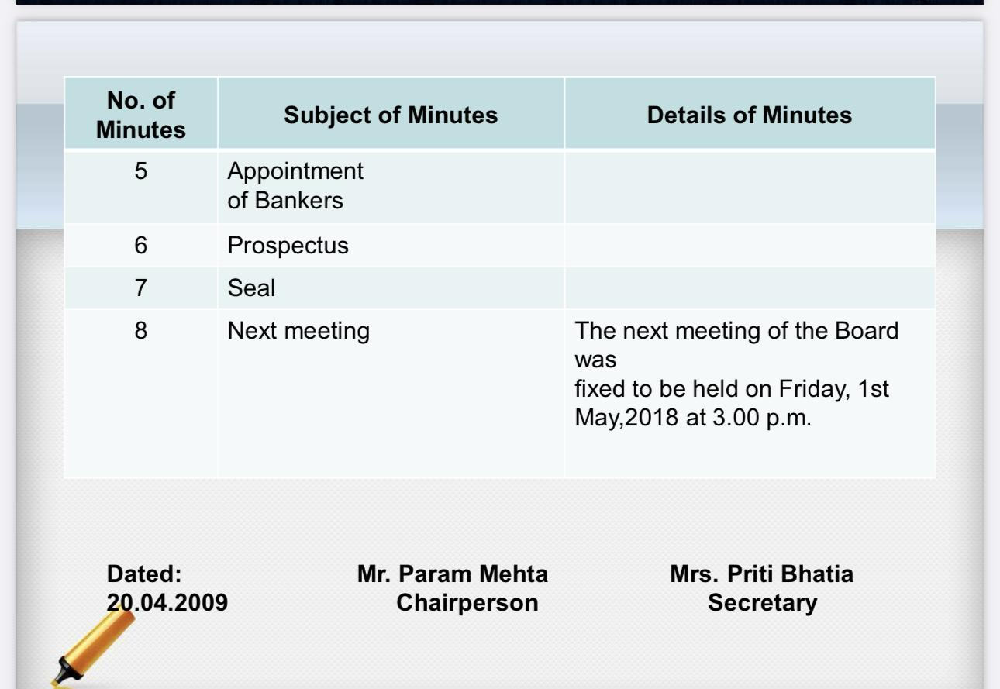 No. of
Minutes
Subject of Minutes
Details of Minutes
5
Appointment
of Bankers
6
Prospectus
7
Seal
8
Next meeting
The next meeting of the Board
was
fixed to be held on Friday, 1st
May,2018 at 3.00 p.m.
Dated:
20.04.2009
Mr. Param Mehta
Chairperson
Mrs. Priti Bhatia
Secretary